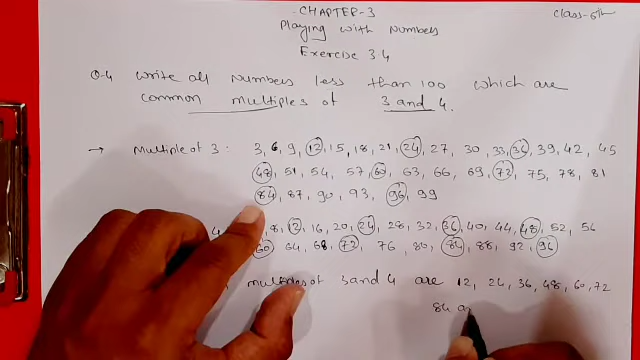 CHAPTER-3
Class-6th
Playing with Numbers
Exercise 3.4
Q.4 Write all Numbers less than 100 which are
common multiples of 3 and 4.
→ Multiple of 3 : 3, 6, 9, 12, 15, 18, 21, 24, 27, 30, 33, 36, 39, 42, 45
48, 51, 54, 57, 60, 63, 66, 69, 72, 75, 78, 81
84, 87, 90, 93, 96, 99
8, 12, 16, 20, 24, 28, 32, 36, 40, 44, 48, 52, 56
60 64, 68, 72, 76, 80, 84, 88, 92, 96
multiples of 3 and 4 are 12, 24, 36, 48, 60, 72
84